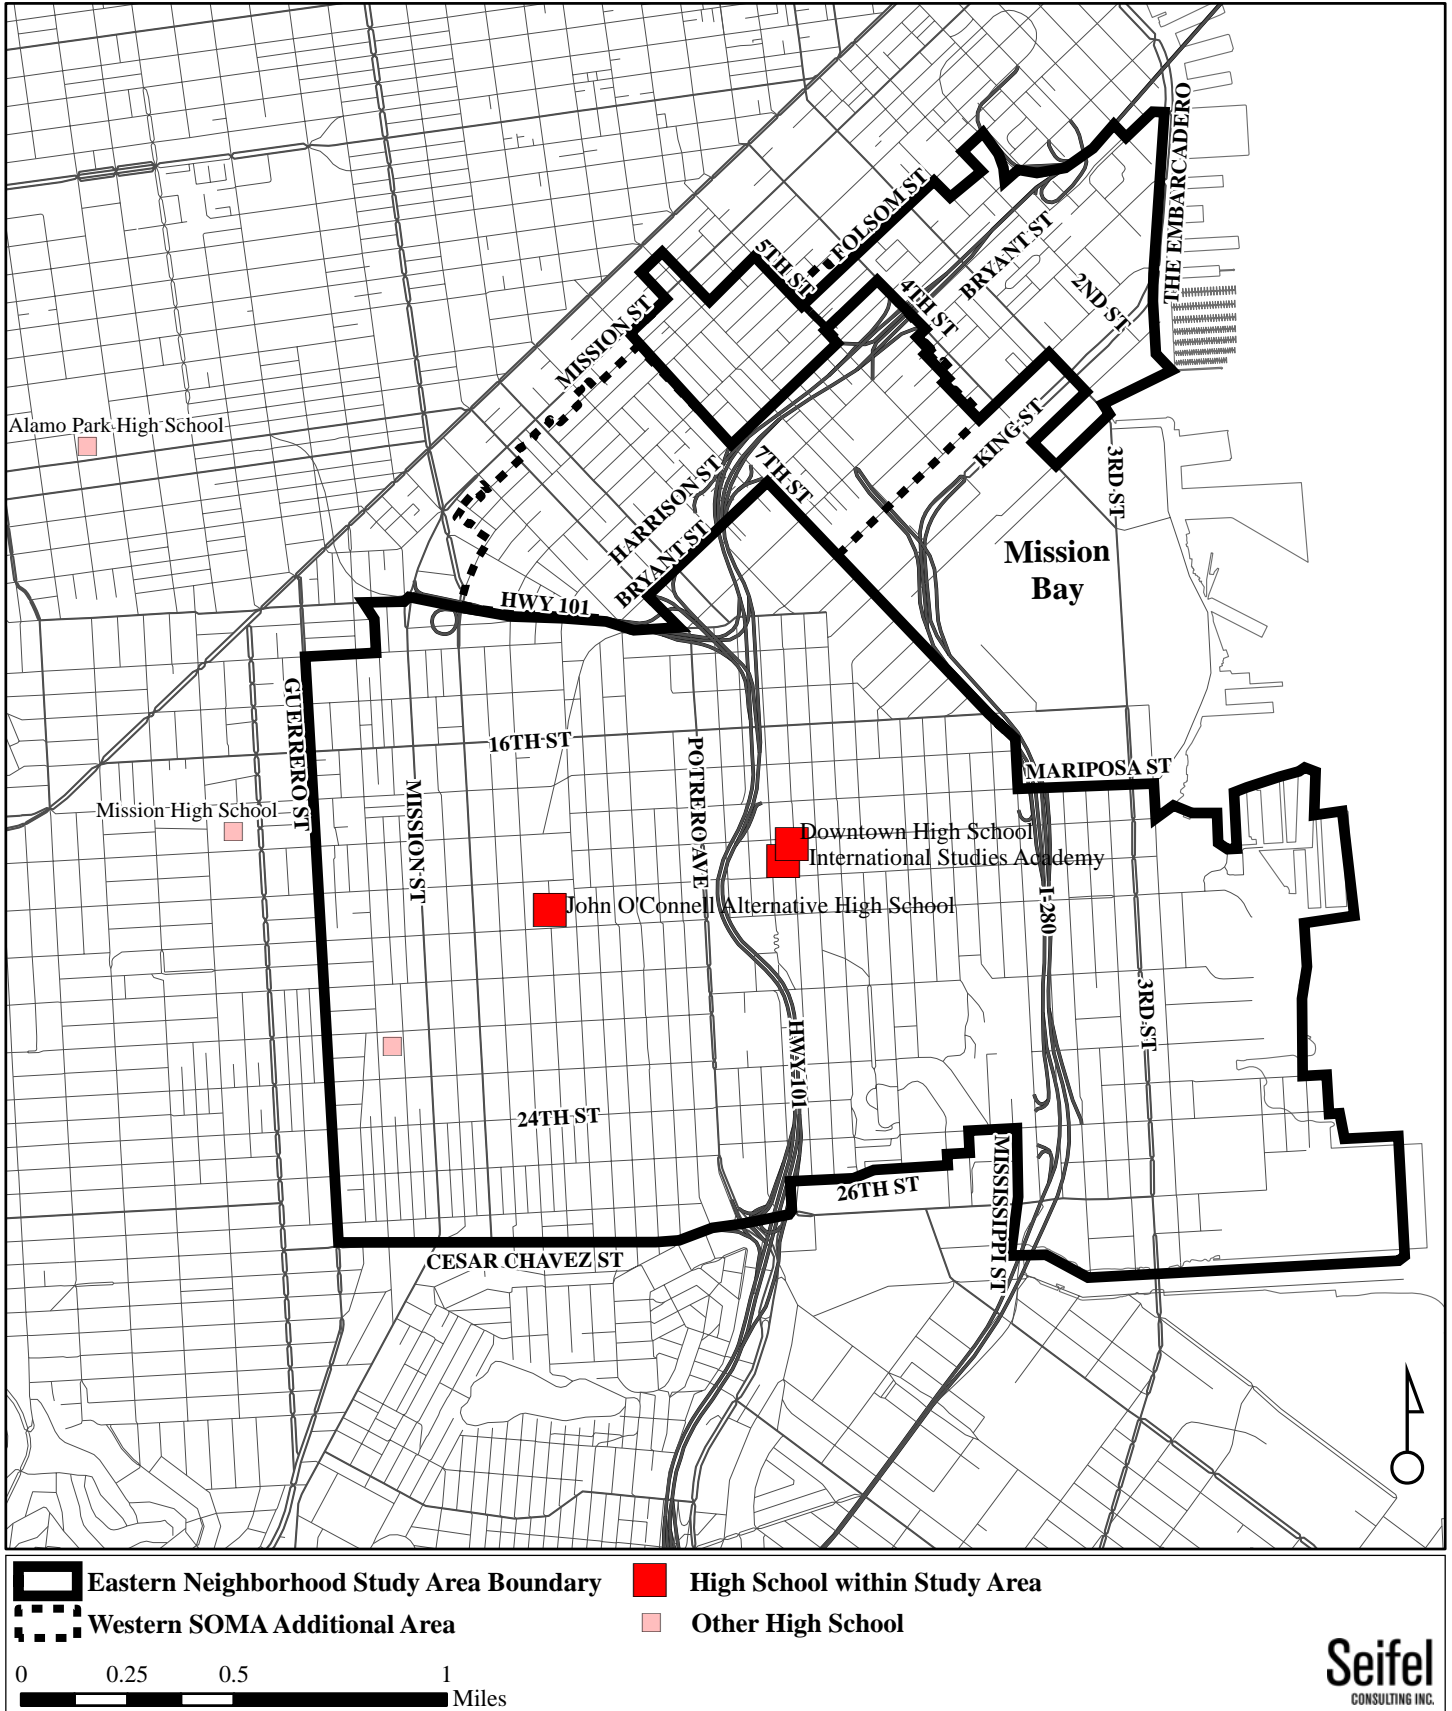 THE EMBARCADERO
FOLSOM ST
5TH ST
BRYANT ST
4TH ST
2ND ST
MISSION ST
Alamo Park High School
KING ST
3RD ST
7TH ST
HARRISON ST
BRYANT ST
Mission
Bay
HWY 101
GUERRERO ST
16TH ST
POTRERO AVE
MARIPOSA ST
MISSION ST
Mission High School
Downtown High School
International Studies Academy
John O'Connell Alternative High School
I-280
3RD ST
HWY 101
24TH ST
26TH ST
MISSISSIPPI ST
CESAR CHAVEZ ST
Eastern Neighborhood Study Area Boundary
High School within Study Area
Western SOMA Additional Area
Other High School
0 0.25 0.5 1
Miles
Seifel
CONSULTING INC.